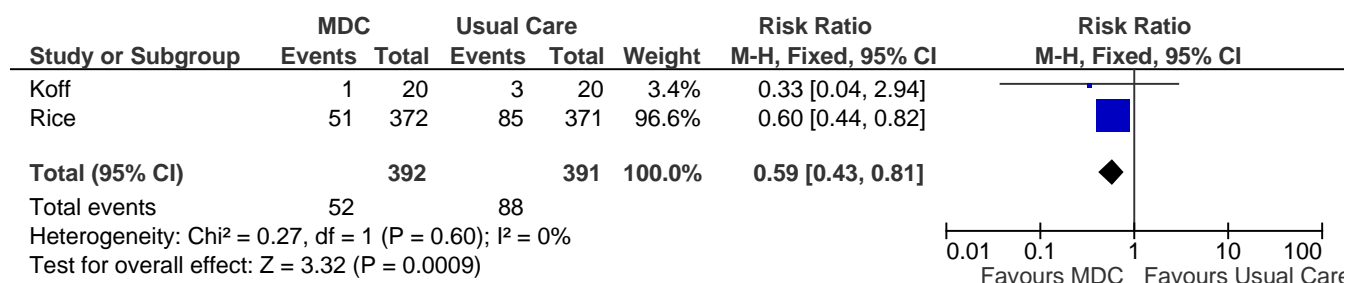 MDC Usual Care Risk Ratio Risk Ratio
Study or Subgroup Events Total Events Total Weight M-H, Fixed, 95% CI M-H, Fixed, 95% CI
Koff 1 20 3 20 3.4% 0.33 [0.04, 2.94]
Rice 51 372 85 371 96.6% 0.60 [0.44, 0.82]
Total (95% CI) 392 391 100.0% 0.59 [0.43, 0.81]
Total events 52 88
Heterogeneity: Chi² = 0.27, df = 1 (P = 0.60); I² = 0%
Test for overall effect: Z = 3.32 (P = 0.0009)
0.01 0.1 1 10 100
Favours MDC Favours Usual Care